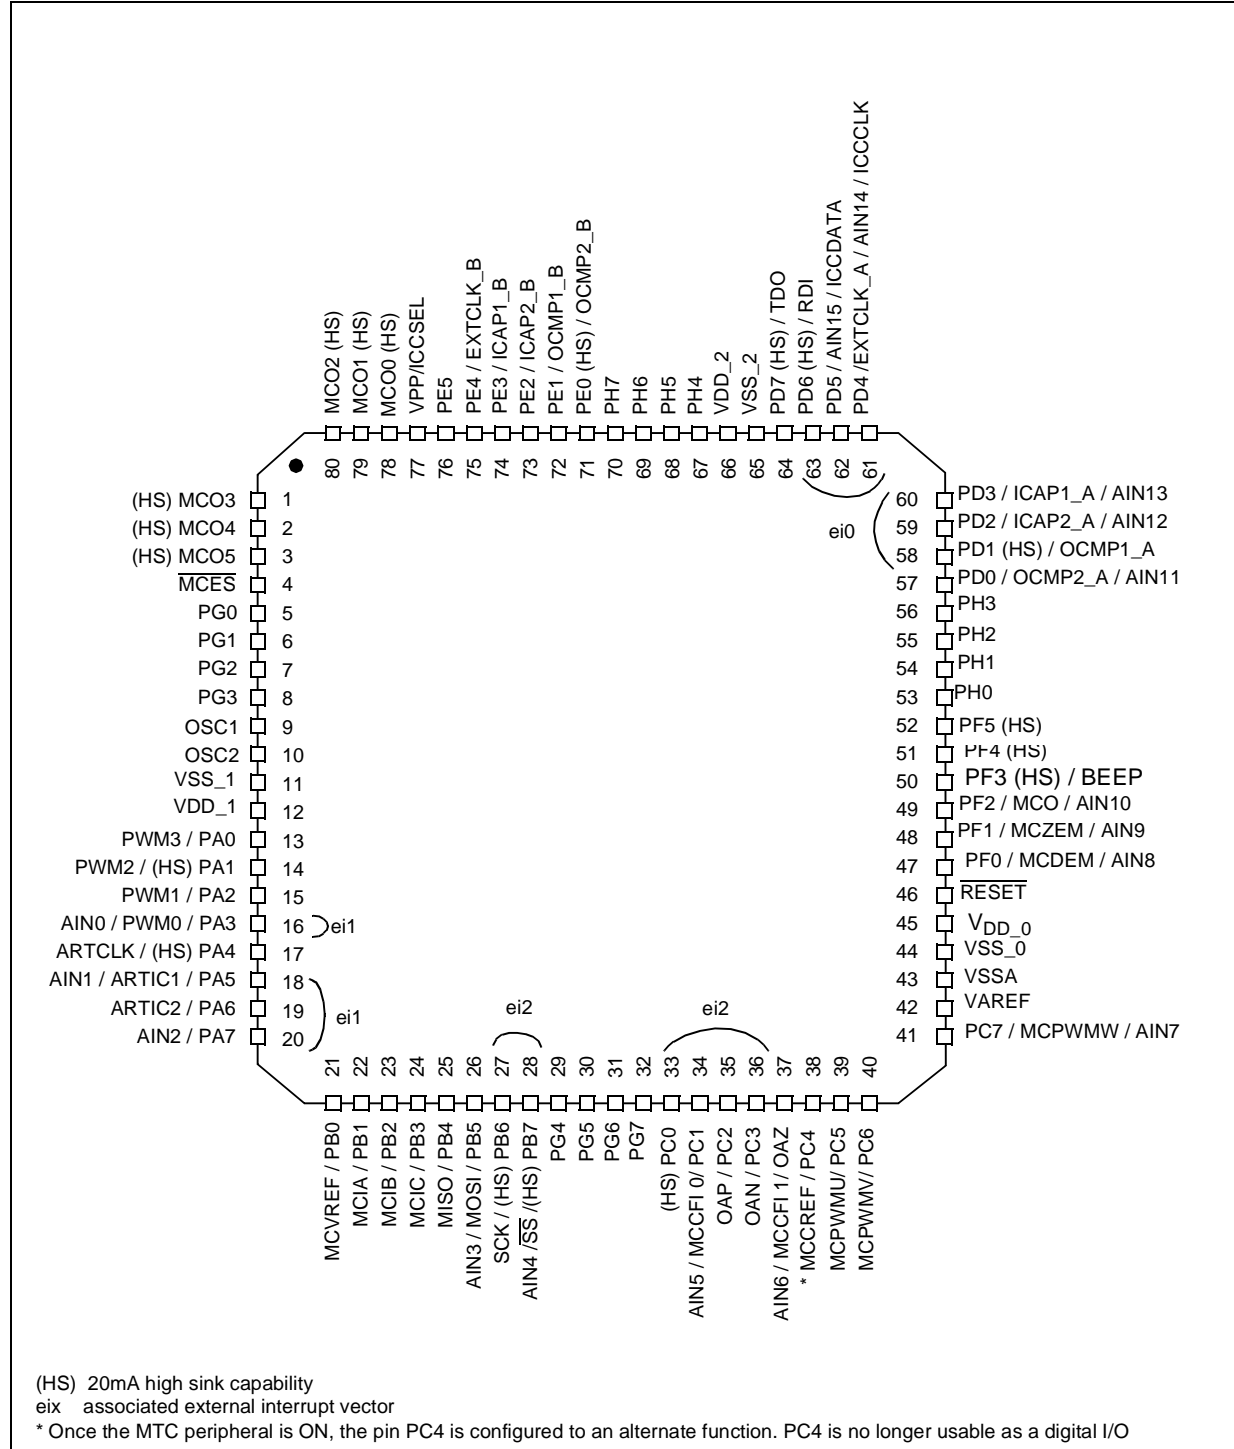 MCO2 (HS)
MCO1 (HS)
MCO0 (HS)
VPP/ICCSEL
PE5
PE4 / EXTCLK_B
PE3 / ICAP1_B
PE2 / ICAP2_B
PE1 / OCMP1_B
PE0 (HS) / OCMP2_B
PH7
PH6
PH5
PH4
VDD_2
VSS_2
PD7 (HS) / TDO
PD6 (HS) / RDI
PD5 / AIN15 / ICCDATA
PD4 /EXTCLK_A / AIN14 / ICCCLK
80
79
78
77
76
75
74
73
72
71
70
69
68
67
66
65
64
63
62
61
(HS) MCO3 1
(HS) MCO4 2
(HS) MCO5 3
MCES 4
PG0 5
PG1 6
PG2 7
PG3 8
OSC1 9
OSC2 10
VSS_1 11
VDD_1 12
PWM3 / PA0 13
PWM2 / (HS) PA1 14
PWM1 / PA2 15
AIN0 / PWM0 / PA3 16 ei1
ARTCLK / (HS) PA4 17
AIN1 / ARTIC1 / PA5 18
ARTIC2 / PA6 19
ei1
AIN2 / PA7 20
60 PD3 / ICAP1_A / AIN13
59 PD2 / ICAP2_A / AIN12
ei0
58 PD1 (HS) / OCMP1_A
57 PD0 / OCMP2_A / AIN11
56 PH3
55 PH2
54 PH1
53 PH0
52 PF5 (HS)
51 PF4 (HS)
50 PF3 (HS) / BEEP
49 PF2 / MCO / AIN10
48 PF1 / MCZEM / AIN9
47 PF0 / MCDEM / AIN8
46 RESET
45 VDD_0
44 VSS_0
43 VSSA
42 VAREF
41 PC7 / MCPWMW / AIN7
ei2
ei2
21
22
23
24
25
26
27
28
29
30
31
32
33
34
35
36
37
38
39
40
MCVREF / PB0
MCIA / PB1
MCIB / PB2
MCIC / PB3
MISO / PB4
AIN3 / MOSI / PB5
SCK / (HS) PB6
AIN4 /SS /(HS) PB7
PG4
PG5
PG6
PG7
(HS) PC0
AIN5 / MCCFI 0/ PC1
OAP / PC2
OAN / PC3
AIN6 / MCCFI 1/ OAZ
* MCCREF / PC4
MCPWMU/ PC5
MCPWMV/ PC6
(HS) 20mA high sink capability
eix associated external interrupt vector
* Once the MTC peripheral is ON, the pin PC4 is configured to an alternate function. PC4 is no longer usable as a digital I/O